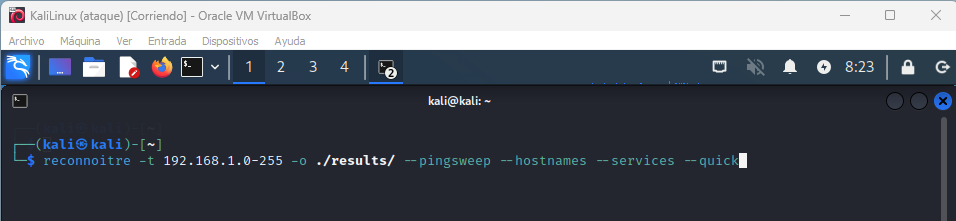 KaliLinux (ataque) [Corriendo] - Oracle VM VirtualBox
Archivo Máquina Ver Entrada Dispositivos Ayuda
1 2 3 4 2 8:23
kali@kali: ~
(kali㉿kali)-[~]
$ reconnoitre -t 192.168.1.0-255 -o ./results/ --pingsweep --hostnames --services --quick